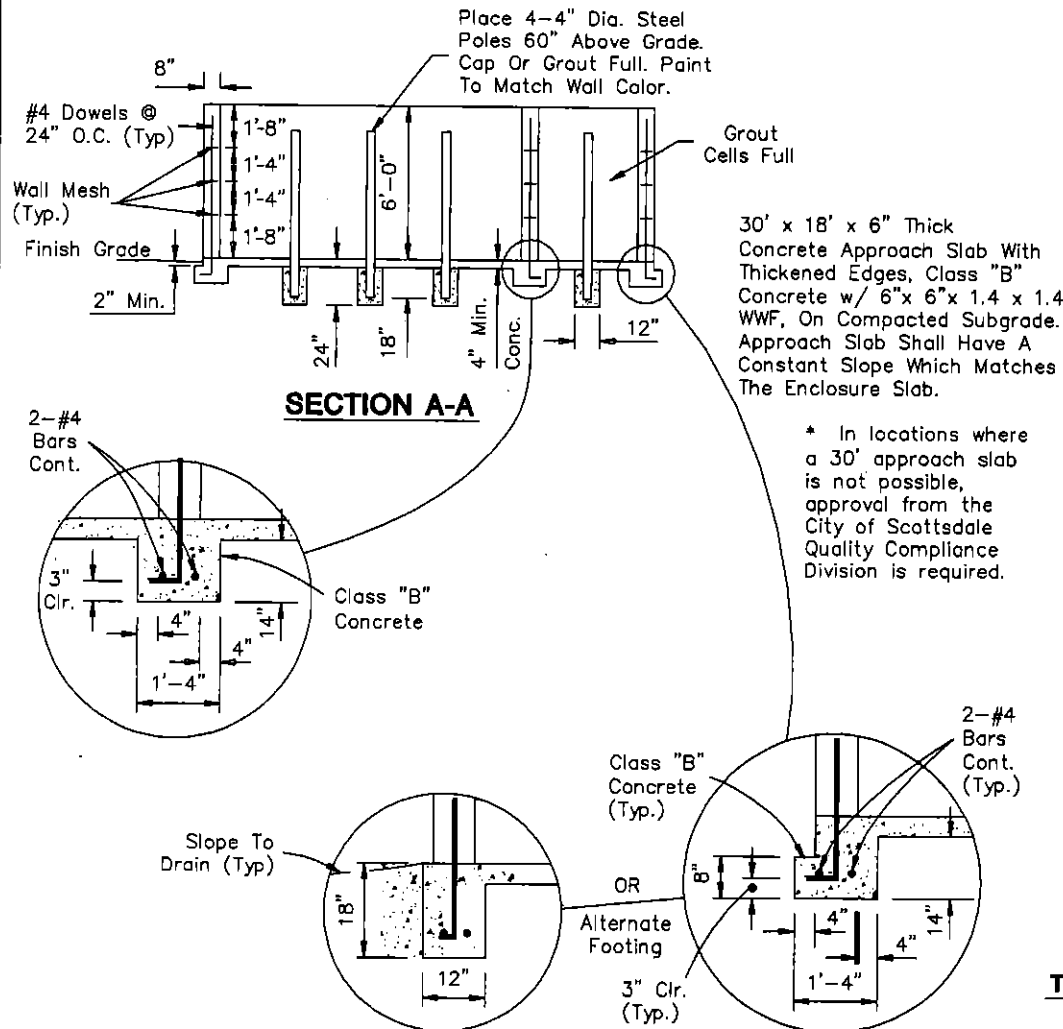 Place 4-4" Dia. Steel
Poles 60" Above Grade.
Cap Or Grout Full. Paint
To Match Wall Color.
8"
#4 Dowels @
24" O.C. (Typ)
Wall Mesh
(Typ.)
Finish Grade
2" Min.
1'-8"
1'-4"
1'-4"
1'-8"
6'-0"
Grout
Cells Full
24"
18"
4" Min.
Conc.
12"
SECTION A-A
30' x 18' x 6" Thick
Concrete Approach Slab With
Thickened Edges, Class "B"
Concrete w/ 6"x 6"x 1.4 x 1.4
WWF, On Compacted Subgrade.
Approach Slab Shall Have A
Constant Slope Which Matches
The Enclosure Slab.
* In locations where
a 30' approach slab
is not possible,
approval from the
City of Scottsdale
Quality Compliance
Division is required.
2-#4
Bars
Cont.
3"
Clr.
4"
4"
1'-4"
14"
Class "B"
Concrete
Slope To
Drain (Typ)
18"
12"
OR
Alternate
Footing
Class "B"
Concrete
(Typ.)
2-#4
Bars
Cont.
(Typ.)
8"
3" Clr.
(Typ.)
4"
4"
1'-4"
14"
T